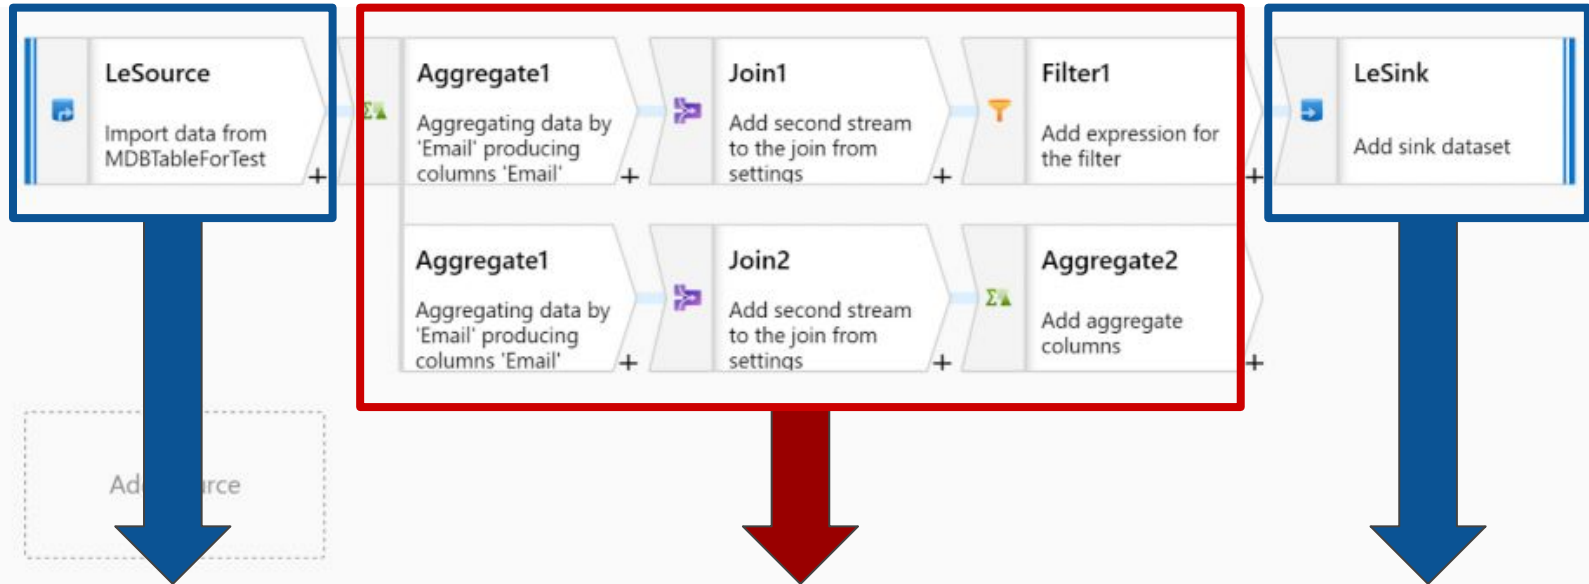 LeSource
Import data from
MDBTableForTest
+
Aggregate1
Aggregating data by
'Email' producing
columns 'Email'
+
Join1
Add second stream
to the join from
settings
+
Filter1
Add expression for
the filter
+
LeSink
Add sink dataset
Aggregate1
Aggregating data by
'Email' producing
columns 'Email'
+
Join2
Add second stream
to the join from
settings
+
Aggregate2
Add aggregate
columns
+